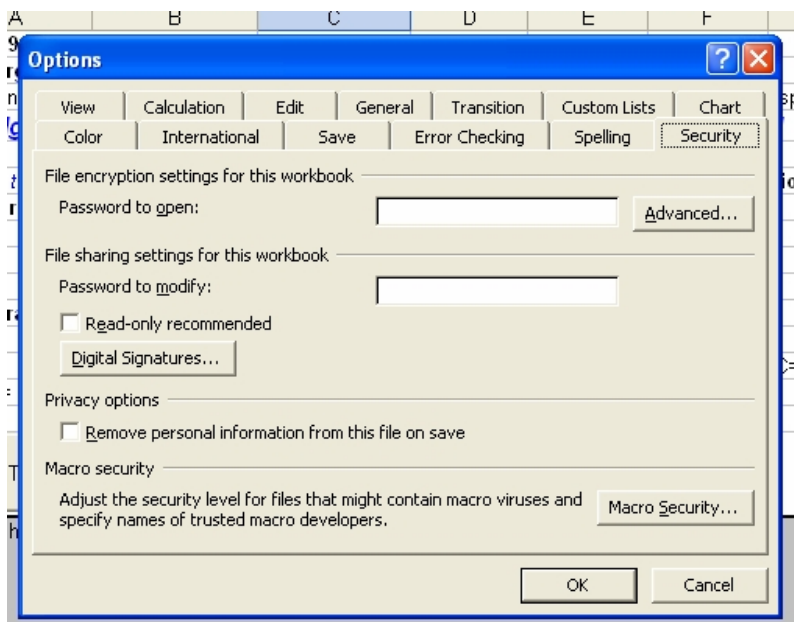 A B C D E F
9
Options
View Calculation Edit General Transition Custom Lists Chart
Color International Save Error Checking Spelling Security
File encryption settings for this workbook
Password to open:
Advanced...
File sharing settings for this workbook
Password to modify:
Read-only recommended
Digital Signatures...
Privacy options
Remove personal information from this file on save
Macro security
Adjust the security level for files that might contain macro viruses and
specify names of trusted macro developers.
Macro Security...
OK Cancel